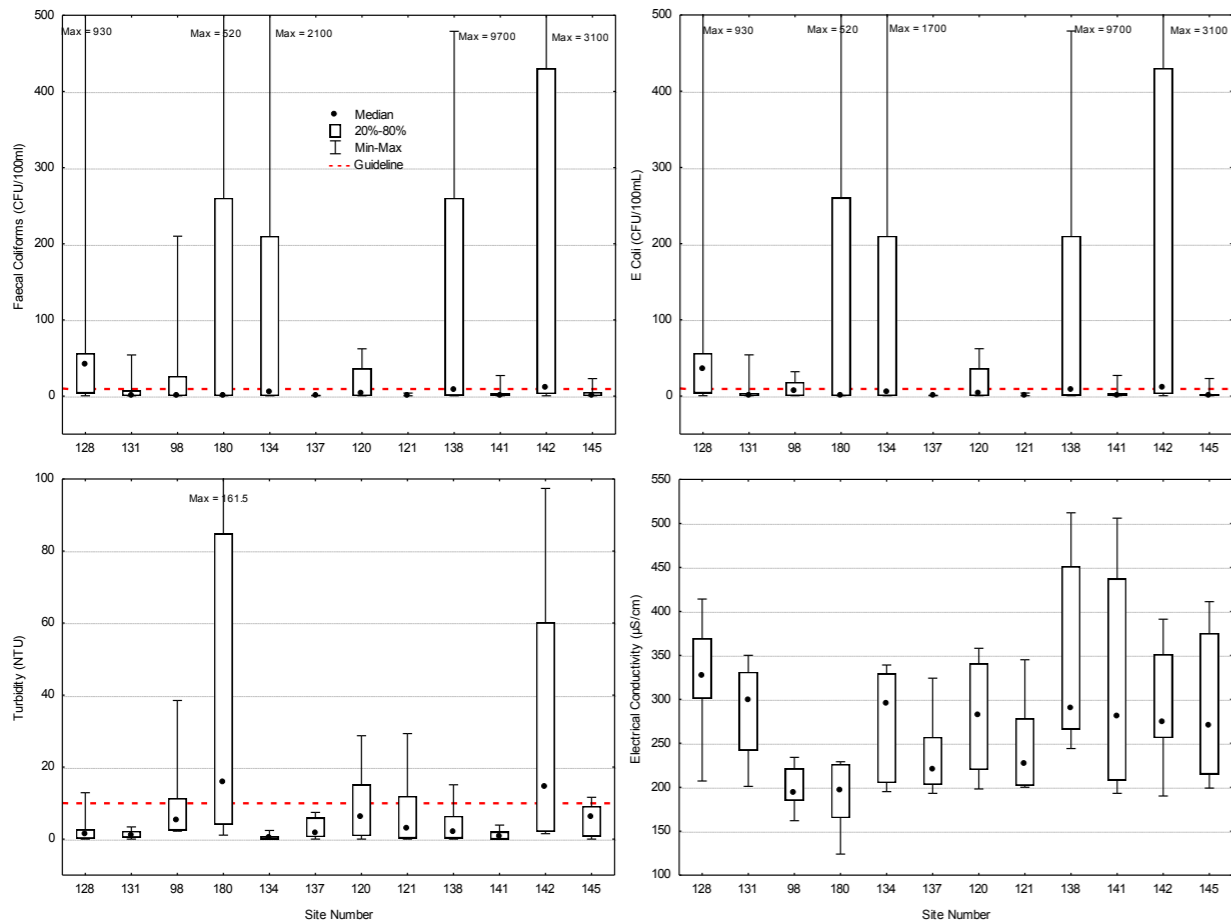 500
400
300
200
100
0
Faecal Coliforms (CFU/100ml)
Max = 930
Max = 520
Max = 2100
Max = 9700
Max = 3100
Median
20%-80%
Min-Max
Guideline
128 131 98 180 134 137 120 121 138 141 142 145
500
400
300
200
100
0
E Coli (CFU/100mL)
Max = 930
Max = 520
Max = 1700
Max = 9700
Max = 3100
128 131 98 180 134 137 120 121 138 141 142 145
100
80
60
40
20
0
Turbidity (NTU)
Max = 161.5
128 131 98 180 134 137 120 121 138 141 142 145
Site Number
550
500
450
400
350
300
250
200
150
100
Electrical Conductivity (µS/cm)
128 131 98 180 134 137 120 121 138 141 142 145
Site Number